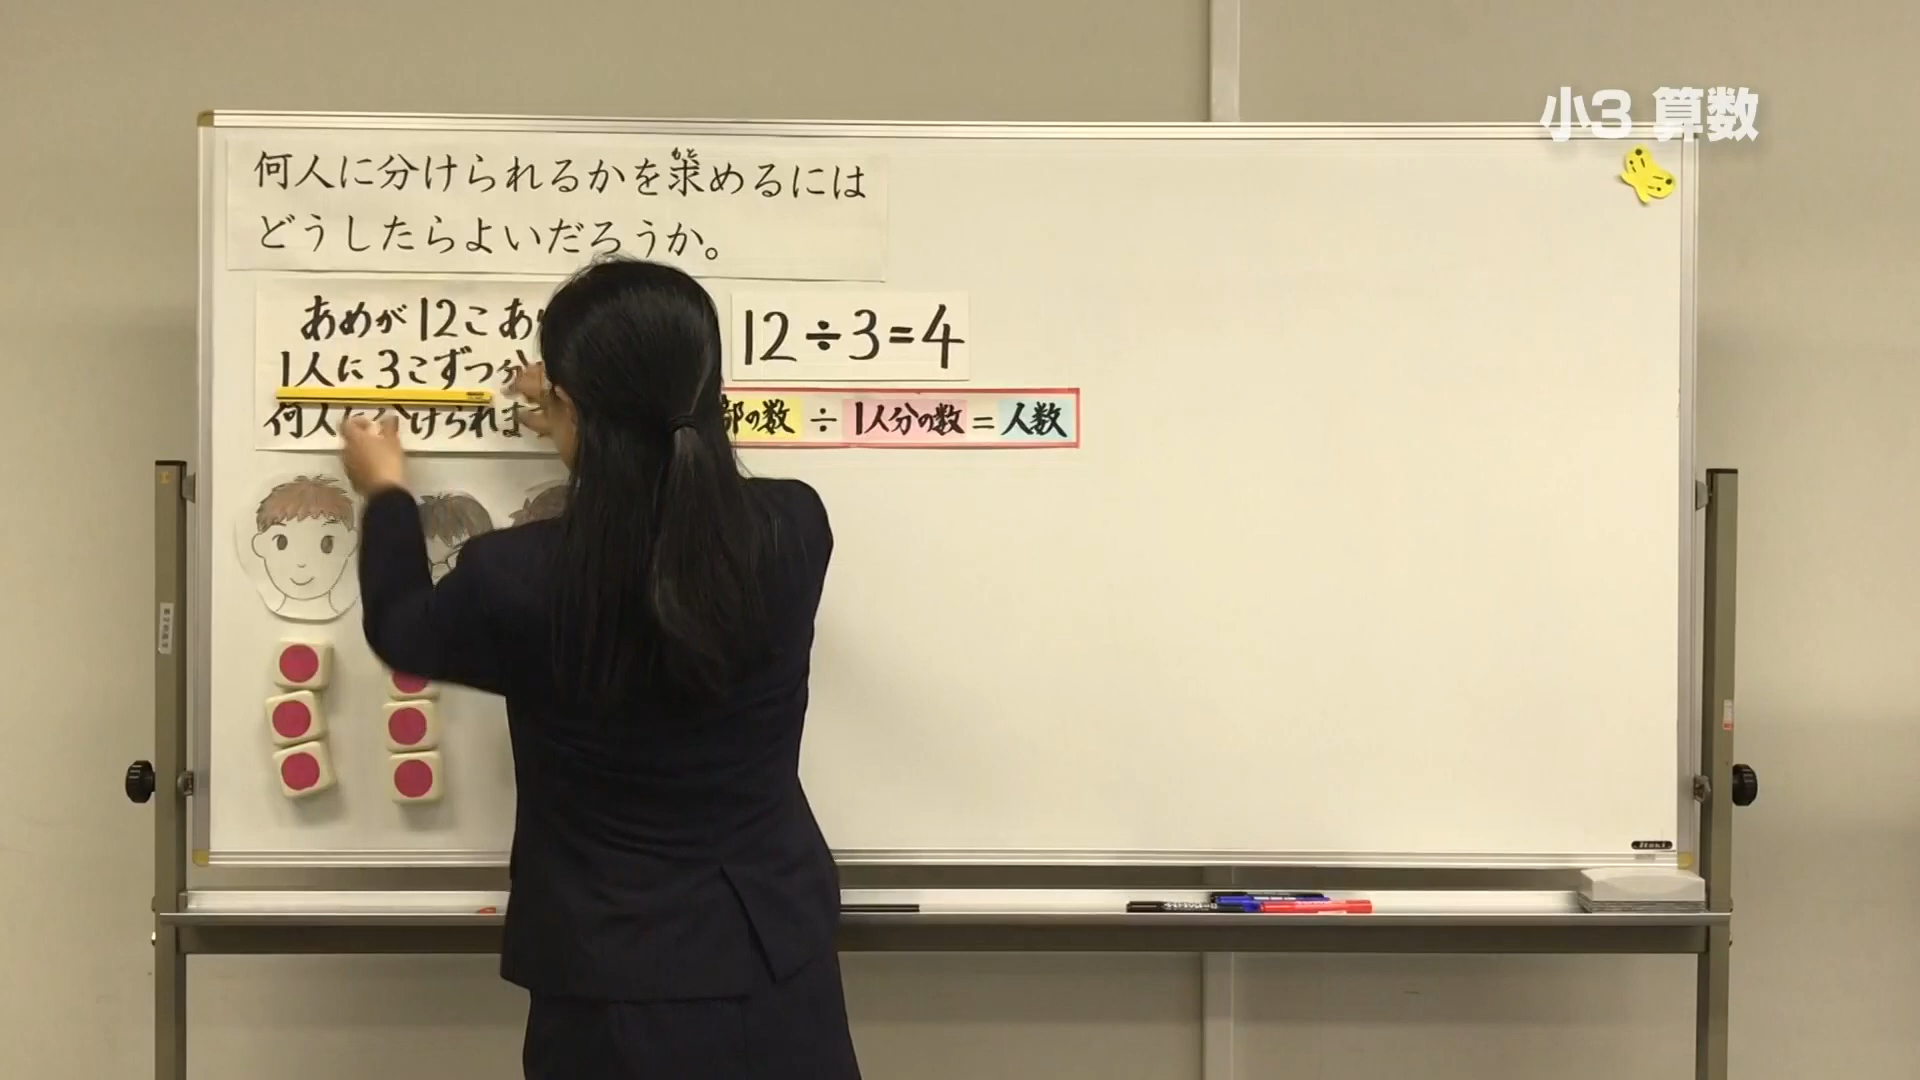 小3 算数
何人に分けられるかを求めるには
もと
どうしたらよいだろうか。
あめが12こあ
1人に3こずつ分
何人に分けられま
12÷3=4
部の数 ÷ 1人分の数 = 人数